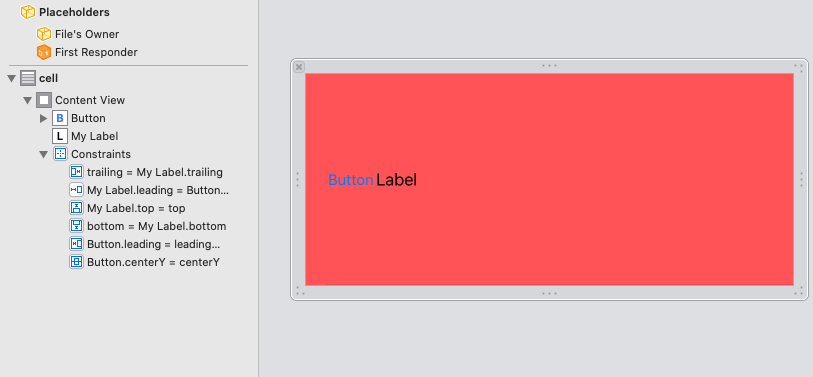 Placeholders
File's Owner
First Responder
cell
Content View
B Button
L My Label
Constraints
trailing = My Label.trailing
My Label.leading = Button...
My Label.top = top
bottom = My Label.bottom
Button.leading = leading...
Button.centerY = centerY
Button Label